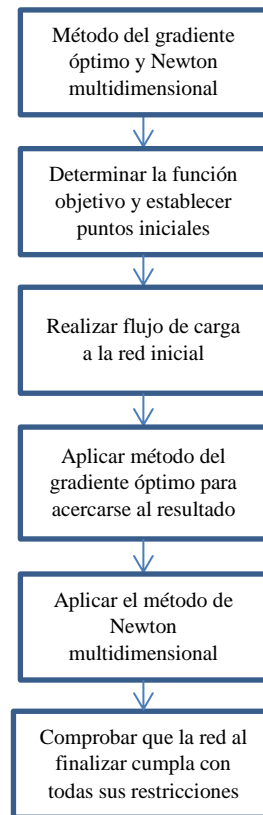 Método del gradiente
óptimo y Newton
multidimensional
Determinar la función
objetivo y establecer
puntos iniciales
Realizar flujo de carga
a la red inicial
Aplicar método del
gradiente óptimo para
acercarse al resultado
Aplicar el método de
Newton
multidimensional
Comprobar que la red al
finalizar cumpla con
todas sus restricciones